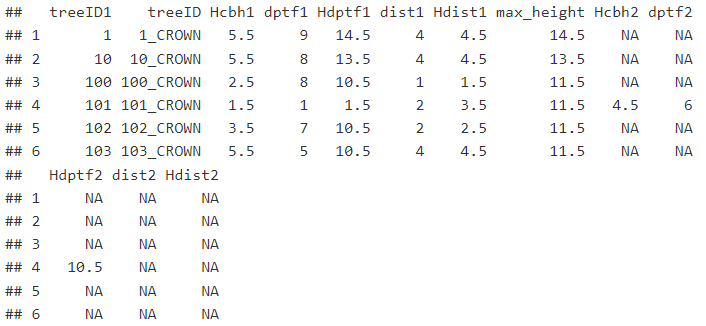 ##   treeID1    treeID Hcbh1 dptf1 Hdptf1 dist1 Hdist1 max_height Hcbh2 dptf2
## 1       1   1_CROWN   5.5     9   14.5     4    4.5       14.5    NA    NA
## 2      10  10_CROWN   5.5     8   13.5     4    4.5       13.5    NA    NA
## 3     100 100_CROWN   2.5     8   10.5     1    1.5       11.5    NA    NA
## 4     101 101_CROWN   1.5     1    1.5     2    3.5       11.5   4.5     6
## 5     102 102_CROWN   3.5     7   10.5     2    2.5       11.5    NA    NA
## 6     103 103_CROWN   5.5     5   10.5     4    4.5       11.5    NA    NA
##   Hdptf2 dist2 Hdist2
## 1     NA    NA     NA
## 2     NA    NA     NA
## 3     NA    NA     NA
## 4   10.5    NA     NA
## 5     NA    NA     NA
## 6     NA    NA     NA